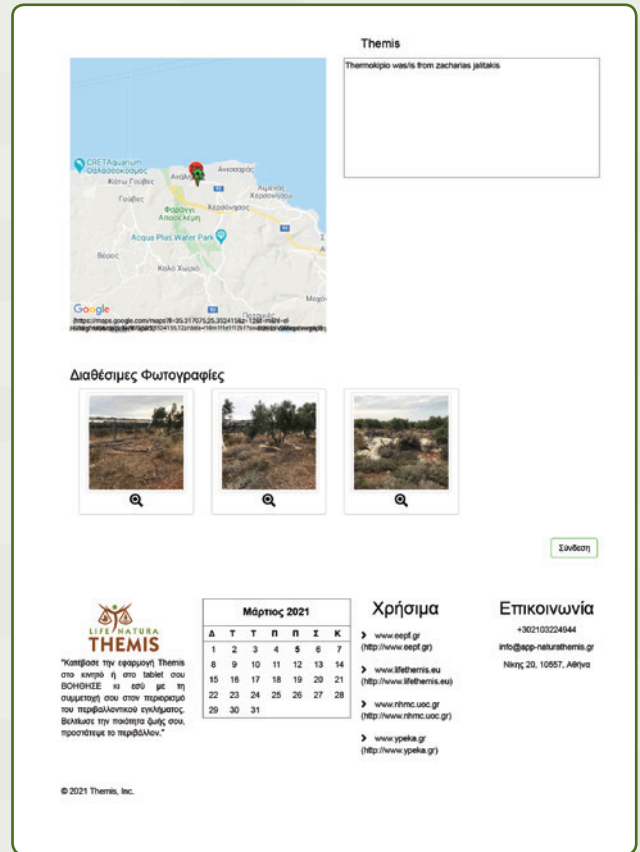 Themis
Thermokipio was/is from zacharias jalitakis
CRETAquarium
Θαλασσόκοσμος
Κάτω Γούβες
Γούβες
Ανισσαράς
Λιμένας
Χερσονήσου
Χερσόνησος
Φαράγγι
Αποσελέμη
Acqua Plus Water Park
Βέρισς
Καλό Χωριό
Google
Διαθέσιμες Φωτογραφίες
Σύνδεση
LIFE NATURA
THEMIS
"Κατέβασε την εφαρμογή Themis
στο κινητό ή στο tablet σου
ΒΟΗΘΗΣΕ κι εσύ με τη
συμμετοχή σου στον περιορισμό
του περιβαλλοντικού εγκλήματος.
Βελτίωσε την ποιότητα ζωής σου,
προστάτεψε το περιβάλλον."
Μάρτιος 2021
Δ Τ Τ Π Π Σ Κ
1 2 3 4 5 6 7
8 9 10 11 12 13 14
15 16 17 18 19 20 21
22 23 24 25 26 27 28
29 30 31
Χρήσιμα
www.eepf.gr
(http://www.eepf.gr)
www.lifethemis.eu
(http://www.lifethemis.eu)
www.nhmc.uoc.gr
(http://www.nhmc.uoc.gr)
www.ypeka.gr
(http://www.ypeka.gr)
Επικοινωνία
+302103224944
info@app-naturathemis.gr
Νίκης 20, 10557, Αθήνα
© 2021 Themis, Inc.